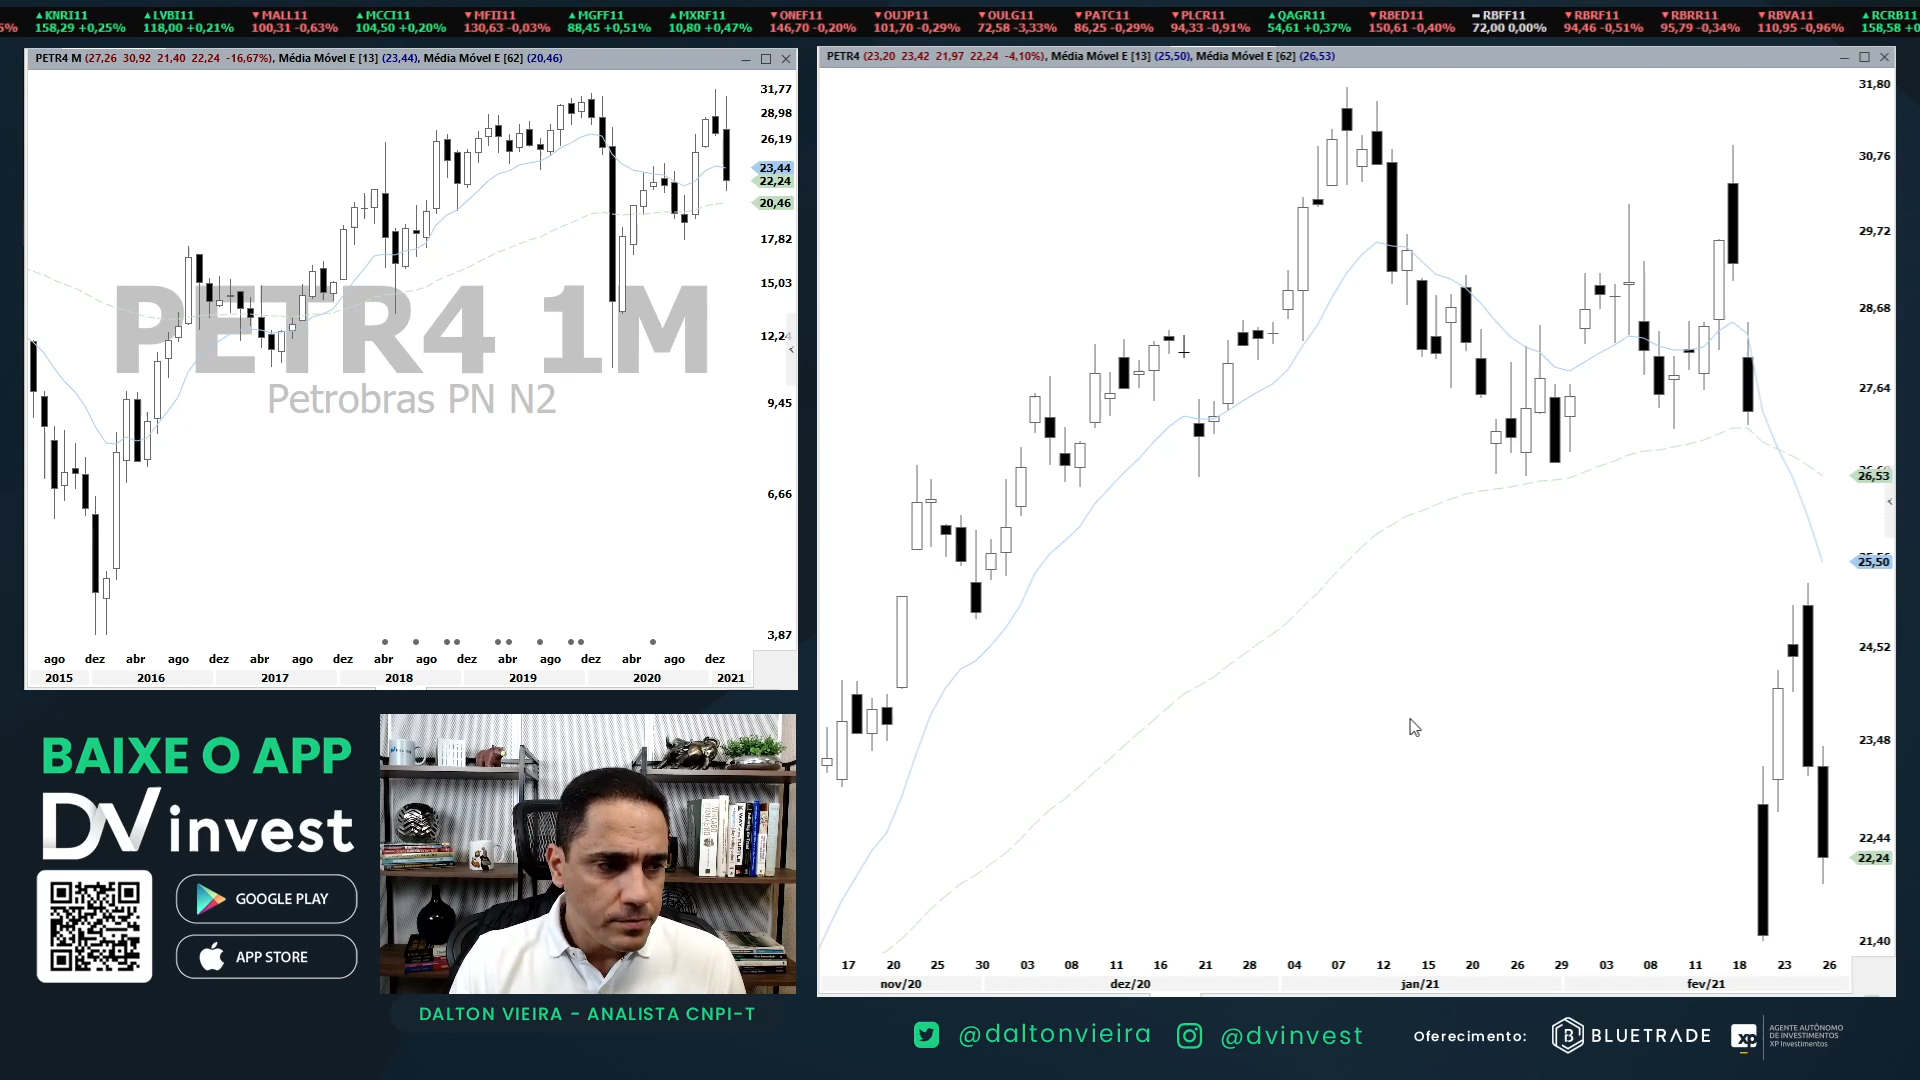 ▲KNRI11 ▲LVBI11 ▼MALL11 ▲MCCI11 ▼MFII11 ▲MGFF11 ▲MXRF11 ▼ONEF11 ▼OUJP11 ▼OULG11 ▼PATC11 ▼PLCR11 ▲QAGR11 ▼RBED11 ━RBFF11 ▼RBRF11 ▼RBRR11 ▼RBVA11 ▲RCRB11
5% 158,29 +0,25% 118,00 +0,21% 100,31 -0,63% 104,50 +0,20% 130,63 -0,03% 88,45 +0,51% 10,80 +0,47% 146,70 -0,20% 101,70 -0,29% 72,58 -3,33% 86,25 -0,29% 94,33 -0,91% 54,61 +0,37% 150,61 -0,40% 72,00 0,00% 94,46 -0,51% 95,79 -0,34% 110,95 -0,96% 158,58 +0
PETR4 M (27,26 30,92 21,40 22,24 -16,67%), Média Móvel E [13] (23,44), Média Móvel E [62] (20,46)
31,77
28,98
26,19
23,44
22,24
20,46
17,82
15,03
12,24
9,45
6,66
3,87
PETR4 1M
Petrobras PN N2
ago dez abr ago dez abr ago dez abr ago dez abr ago dez abr ago dez
2015 2016 2017 2018 2019 2020 2021
PETR4 (23,20 23,42 21,97 22,24 -4,10%), Média Móvel E [13] (25,50), Média Móvel E [62] (26,53)
31,80
30,76
29,72
28,68
27,64
26,53
25,50
24,52
23,48
22,44
22,24
21,40
17 20 25 30 03 08 11 16 21 28 04 07 12 15 20 26 29 03 08 11 18 23 26
nov/20 dez/20 jan/21 fev/21
BAIXE O APP
DV invest
GOOGLE PLAY
APP STORE
DALTON VIEIRA - ANALISTA CNPI-T
@daltonvieira @dvinvest
Oferecimento: BLUETRADE
xp
AGENTE AUTÔNOMO
DE INVESTIMENTOS
XP Investimentos